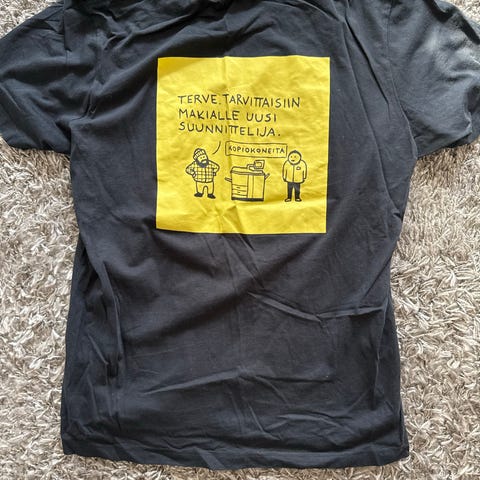 TERVE. TARVITTAISIIN
MAKIALLE UUSI
SUUNNITTELIJA.
KOPIOKONEITA